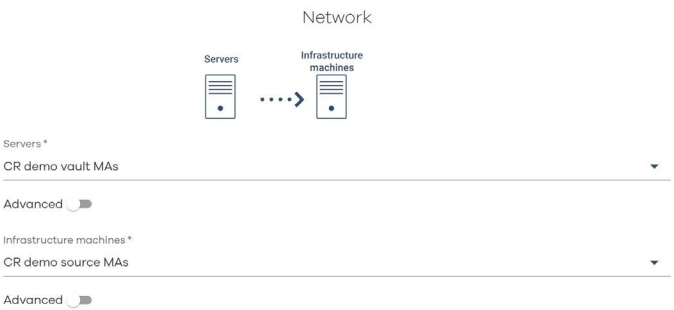 Network
Servers
Infrastructure
machines
Servers *
CR demo vault MAs
Advanced
Infrastructure machines *
CR demo source MAs
Advanced